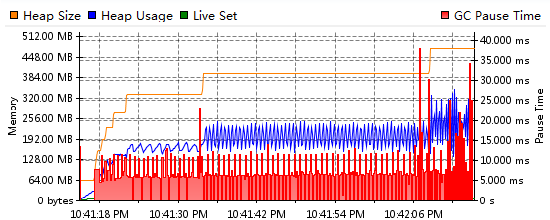 Heap Size Heap Usage Live Set GC Pause Time
512.00 MB 40.000 ms
448.00 MB 35.000 ms
384.00 MB 30.000 ms
320.00 MB 25.000 ms
256.00 MB 20.000 ms
192.00 MB 15.000 ms
128.00 MB 10.000 ms
64.00 MB 5.000 ms
0 bytes 0 s
Memory
Pause Time
10:41:18 PM 10:41:30 PM 10:41:42 PM 10:41:54 PM 10:42:06 PM